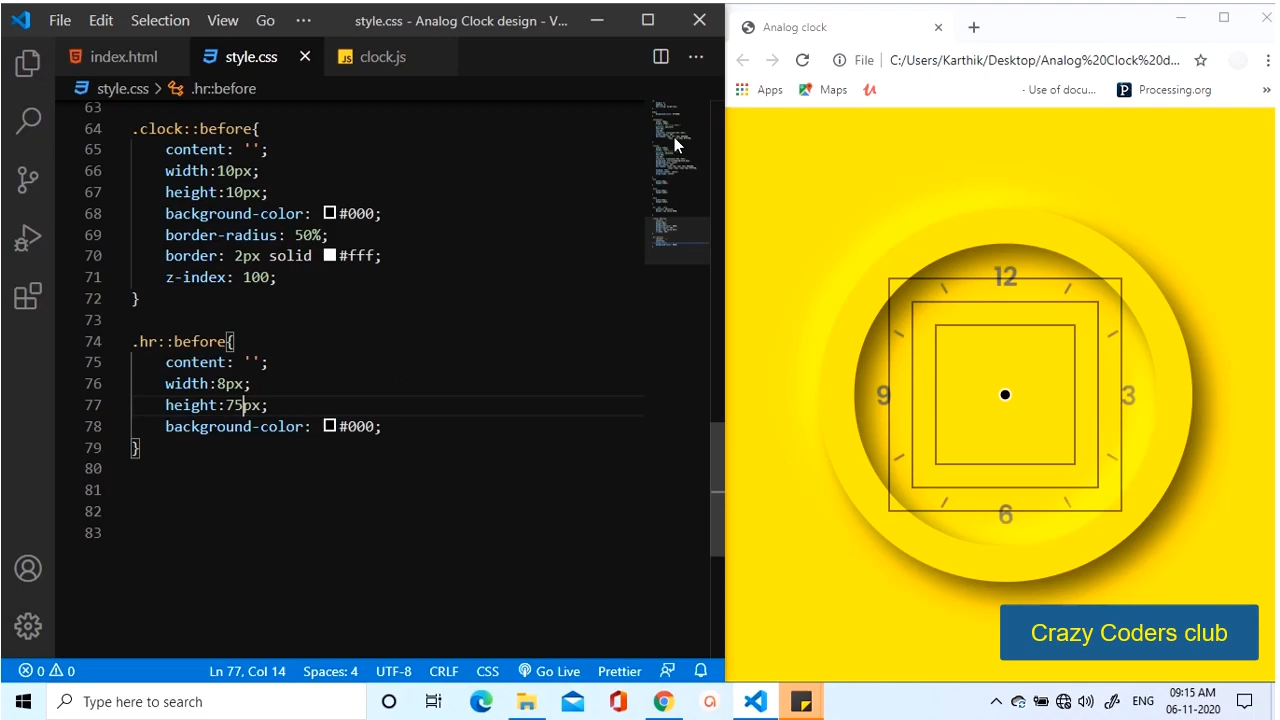 File Edit Selection View Go ··· style.css - Analog Clock design - V...
index.html style.css clock.js
style.css > .hr::before
63
64 .clock::before{
65 content: '';
66 width:10px;
67 height:10px;
68 background-color: #000;
69 border-radius: 50%;
70 border: 2px solid #fff;
71 z-index: 100;
72 }
73
74 .hr::before{
75 content: '';
76 width:8px;
77 height:75px;
78 background-color: #000;
79 }
80
81
82
83
0 0 Ln 77, Col 14 Spaces: 4 UTF-8 CRLF CSS Go Live Prettier
Analog clock
File C:/Users/Karthik/Desktop/Analog%20Clock%20d...
Apps Maps · Use of docu... Processing.org »
12
9 3
6
Crazy Coders club
Type here to search
ENG 09:15 AM
06-11-2020